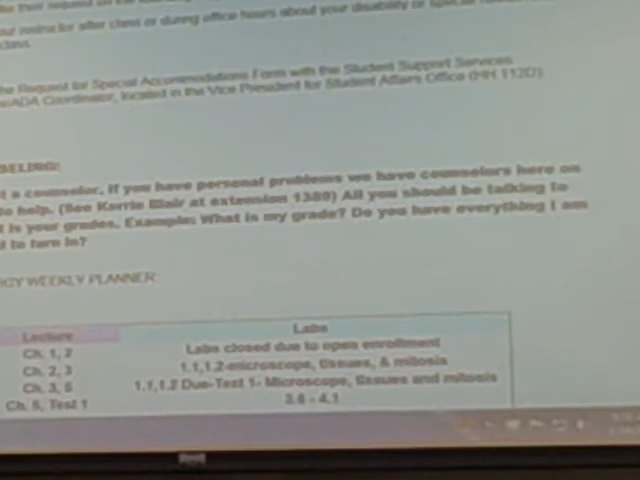 your instructor after class or during office hours about your disability or special
class.
the Request for Special Accommodations Form with the Student Support Services
ADA Coordinator, located in the Vice President for Student Affairs Office (HH 112D)
SELING:
t a counselor. If you have personal problems we have counselors here on
to help. (See Karrie Blair at extension 1389) All you should be talking to
t is your grades. Example: What is my grade? Do you have everything I am
d to turn in?
OGY WEEKLY PLANNER:
Lecture Labs
Ch. 1, 2 Labs closed due to open enrollment
Ch. 2, 3 1.1,1.2-microscope, tissues, & mitosis
Ch. 3, 5 1.1,1.2 Due-Test 1- Microscope, tissues and mitosis
Ch. 5, Test 1 3.6 - 4.1